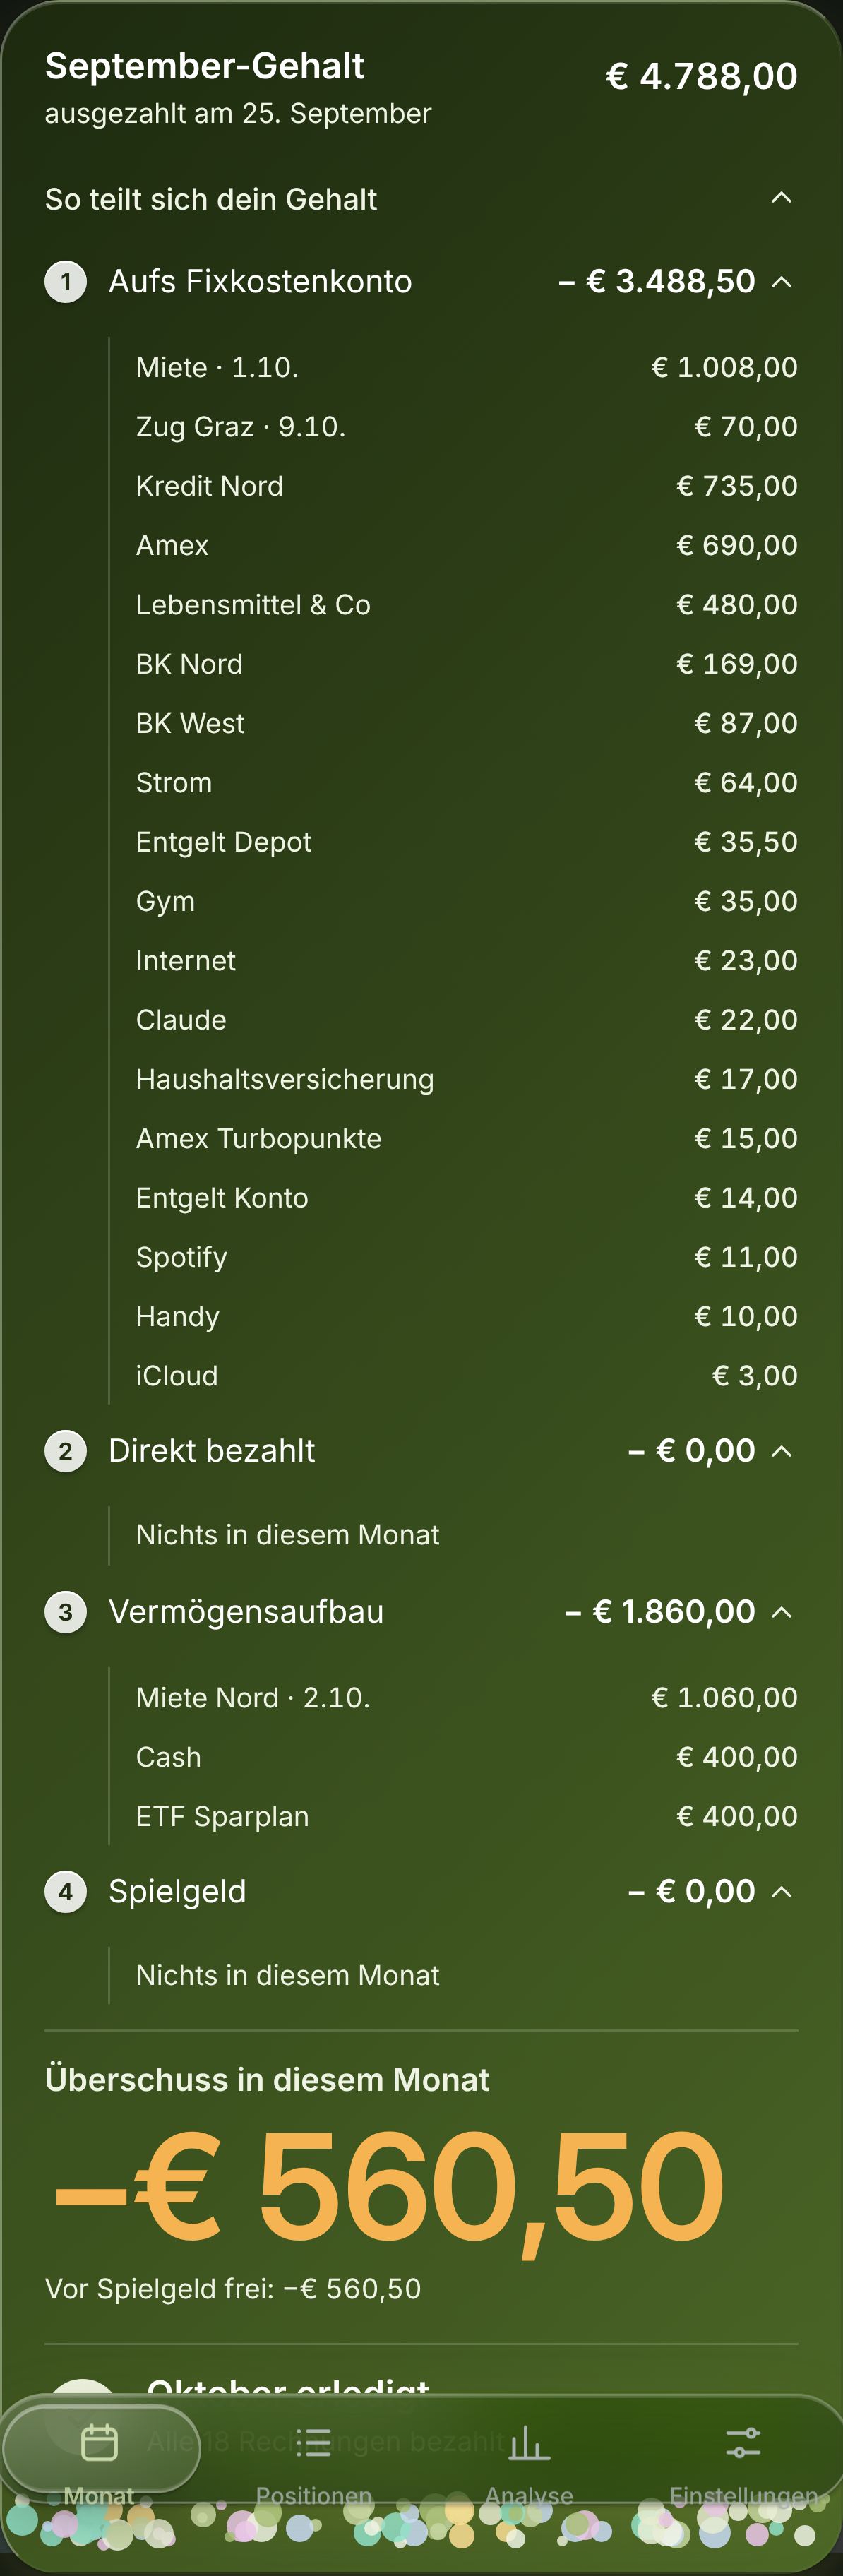 September-Gehalt
€ 4.788,00
ausgezahlt am 25. September
So teilt sich dein Gehalt
1 Aufs Fixkostenkonto – € 3.488,50
Miete · 1.10. € 1.008,00
Zug Graz · 9.10. € 70,00
Kredit Nord € 735,00
Amex € 690,00
Lebensmittel & Co € 480,00
BK Nord € 169,00
BK West € 87,00
Strom € 64,00
Entgelt Depot € 35,50
Gym € 35,00
Internet € 23,00
Claude € 22,00
Haushaltsversicherung € 17,00
Amex Turbopunkte € 15,00
Entgelt Konto € 14,00
Spotify € 11,00
Handy € 10,00
iCloud € 3,00
2 Direkt bezahlt – € 0,00
Nichts in diesem Monat
3 Vermögensaufbau – € 1.860,00
Miete Nord · 2.10. € 1.060,00
Cash € 400,00
ETF Sparplan € 400,00
4 Spielgeld – € 0,00
Nichts in diesem Monat
Überschuss in diesem Monat
–€ 560,50
Vor Spielgeld frei: –€ 560,50
Oktober erledigt
Alle 18 Rechnungen bezahlt
Monat Positionen Analyse Einstellungen